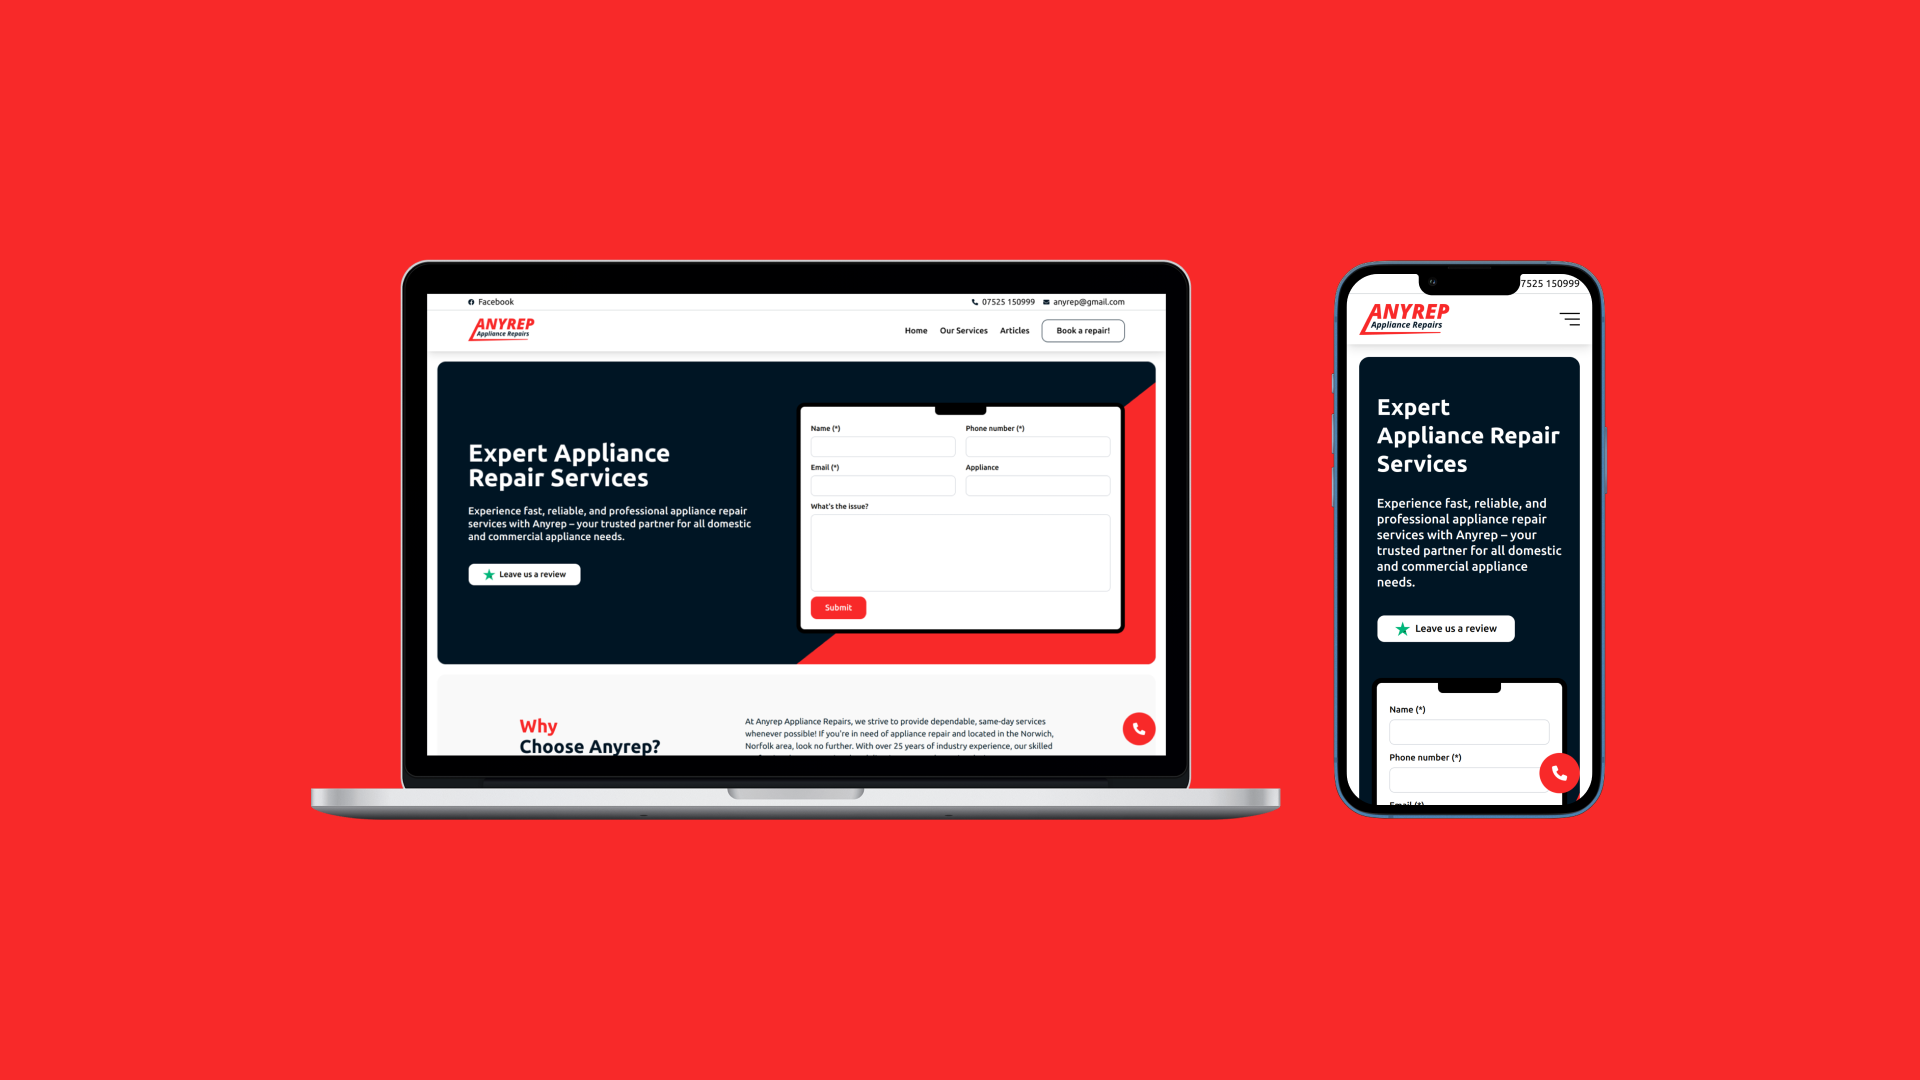 Facebook
07525 150999
anyrep@gmail.com
ANYREP
Appliance Repairs
Home
Our Services
Articles
Book a repair!
Expert Appliance
Repair Services
Experience fast, reliable, and professional appliance repair
services with Anyrep – your trusted partner for all domestic
and commercial appliance needs.
Leave us a review
Name (*)
Phone number (*)
Email (*)
Appliance
What's the issue?
Submit
Why
Choose Anyrep?
At Anyrep Appliance Repairs, we strive to provide dependable, same-day services
whenever possible! If you're in need of appliance repair and located in the Norwich,
Norfolk area, look no further. With over 25 years of industry experience, our skilled
7525 150999
ANYREP
Appliance Repairs
Expert
Appliance Repair
Services
Experience fast, reliable, and
professional appliance repair
services with Anyrep – your
trusted partner for all domestic
and commercial appliance
needs.
Leave us a review
Name (*)
Phone number (*)
Email (*)